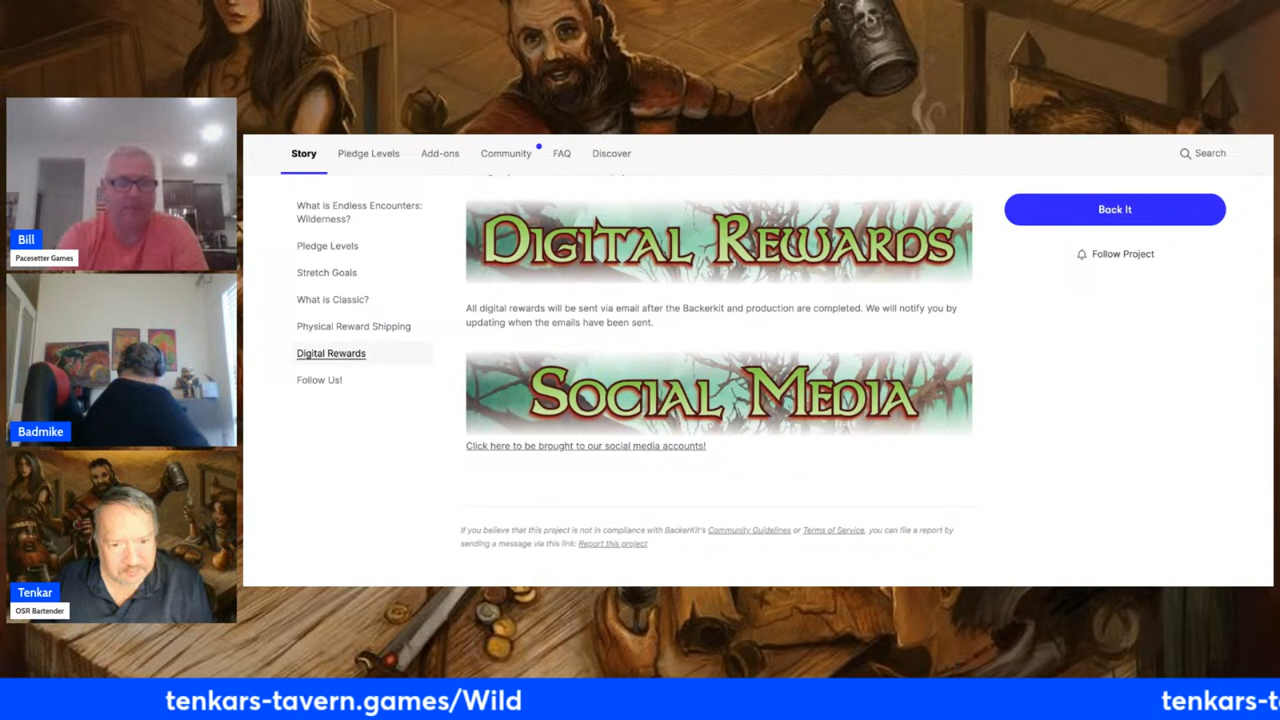 Story
Pledge Levels
Add-ons
Community
FAQ
Discover
Search
What is Endless Encounters:
Wilderness?
Pledge Levels
Stretch Goals
What is Classic?
Physical Reward Shipping
Digital Rewards
Follow Us!
DIGITAL REWARDS
All digital rewards will be sent via email after the Backerkit and production are completed. We will notify you by
updating when the emails have been sent.
SOCIAL MEDIA
Click here to be brought to our social media accounts!
If you believe that this project is not in compliance with BackerKit's Community Guidelines or Terms of Service, you can file a report by
sending a message via this link: Report this project
Back It
Follow Project
Bill
Pacesetter Games
Badmike
Tenkar
OSR Bartender
tenkars-tavern.games/Wild
tenkars-t